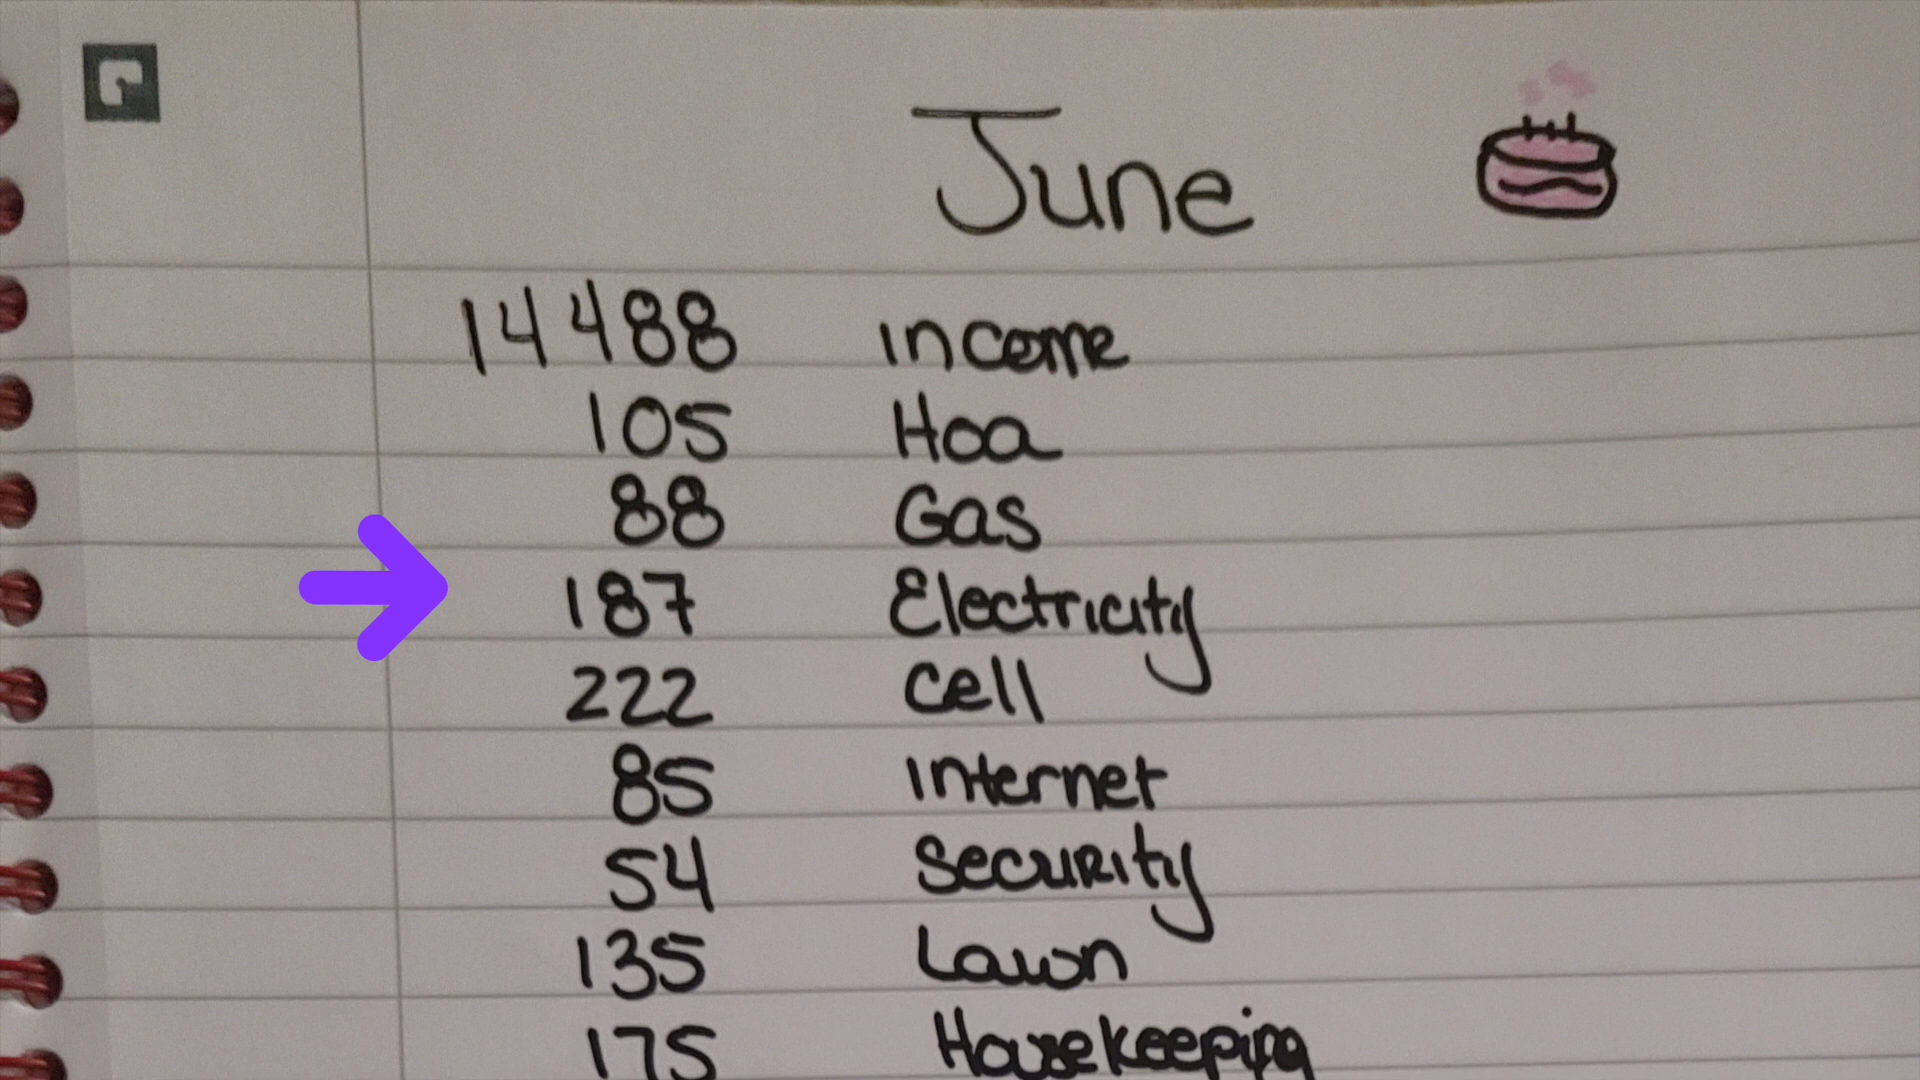 June
14488 income
105 Hoa
88 Gas
187 Electricity
222 Cell
85 internet
54 Security
135 Lawn
175 Housekeeping